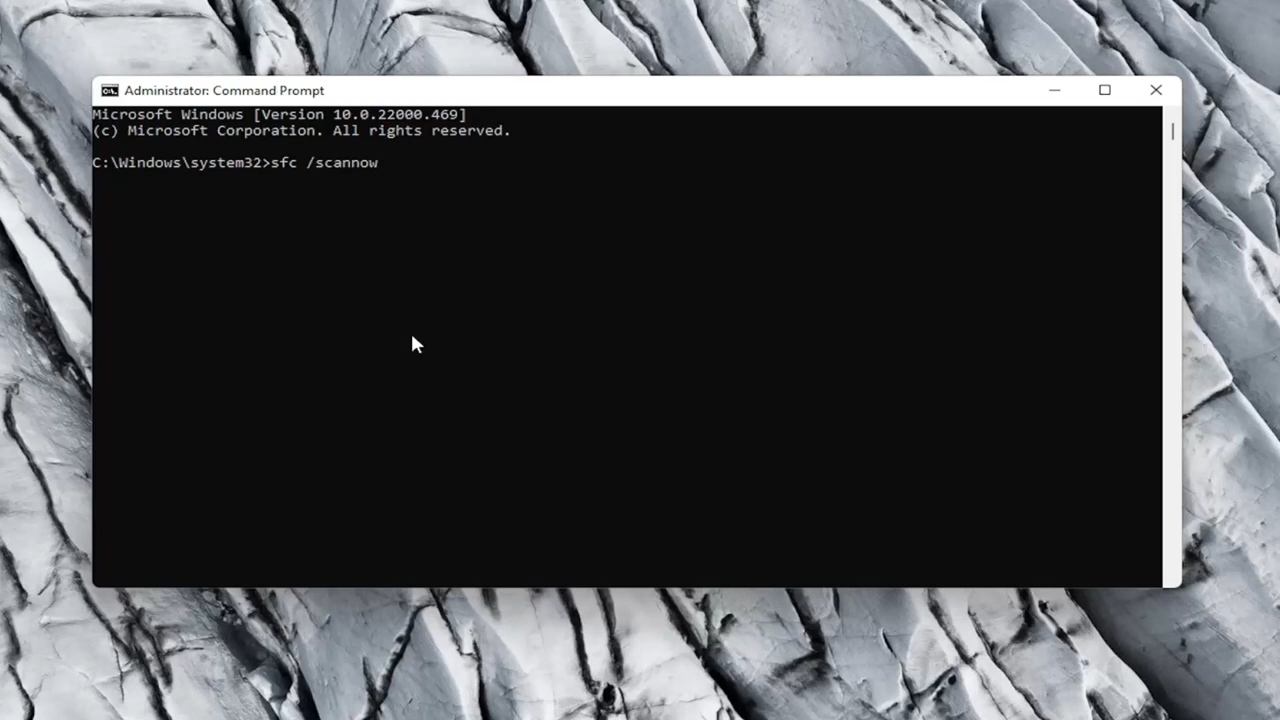 Administrator: Command Prompt
Microsoft Windows [Version 10.0.22000.469]
(c) Microsoft Corporation. All rights reserved.
C:\Windows\system32>sfc /scannow